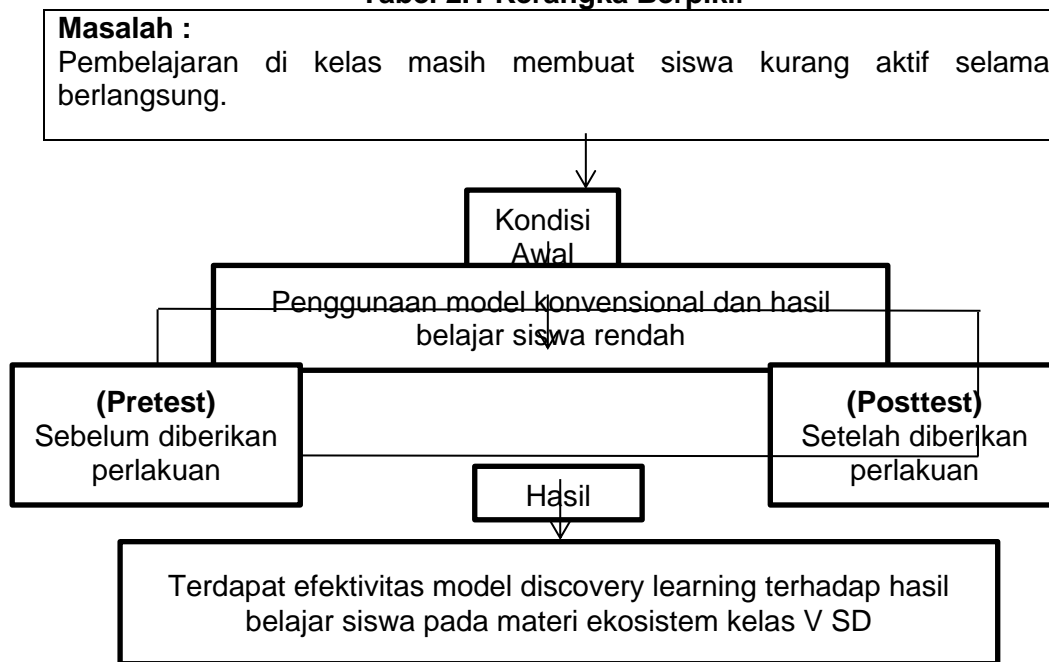 Masalah :
Pembelajaran di kelas masih membuat siswa kurang aktif selama
berlangsung.
Kondisi
Awal
Penggunaan model konvensional dan hasil
belajar siswa rendah
(Pretest)
Sebelum diberikan
perlakuan
(Posttest)
Setelah diberikan
perlakuan
Hasil
Terdapat efektivitas model discovery learning terhadap hasil
belajar siswa pada materi ekosistem kelas V SD